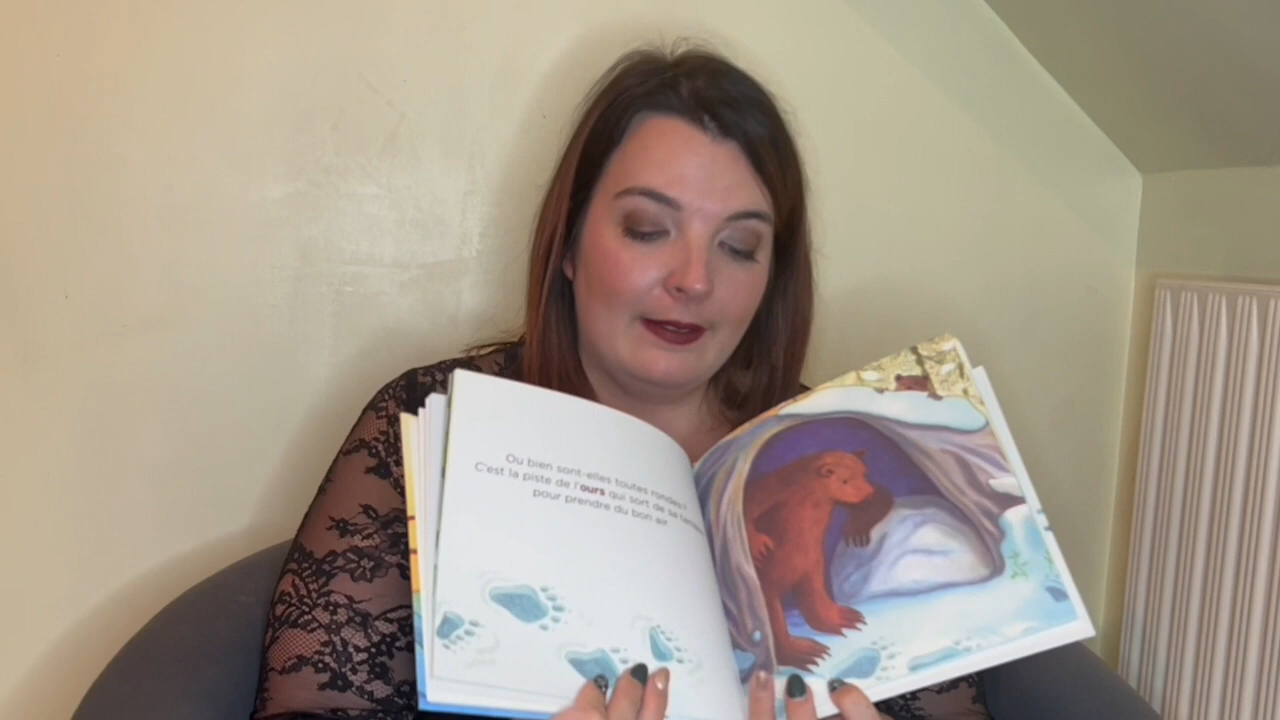 Ou bien sont-elles toutes rondes ?
C'est la piste de l'ours qui sort de sa
pour prendre du bon air.